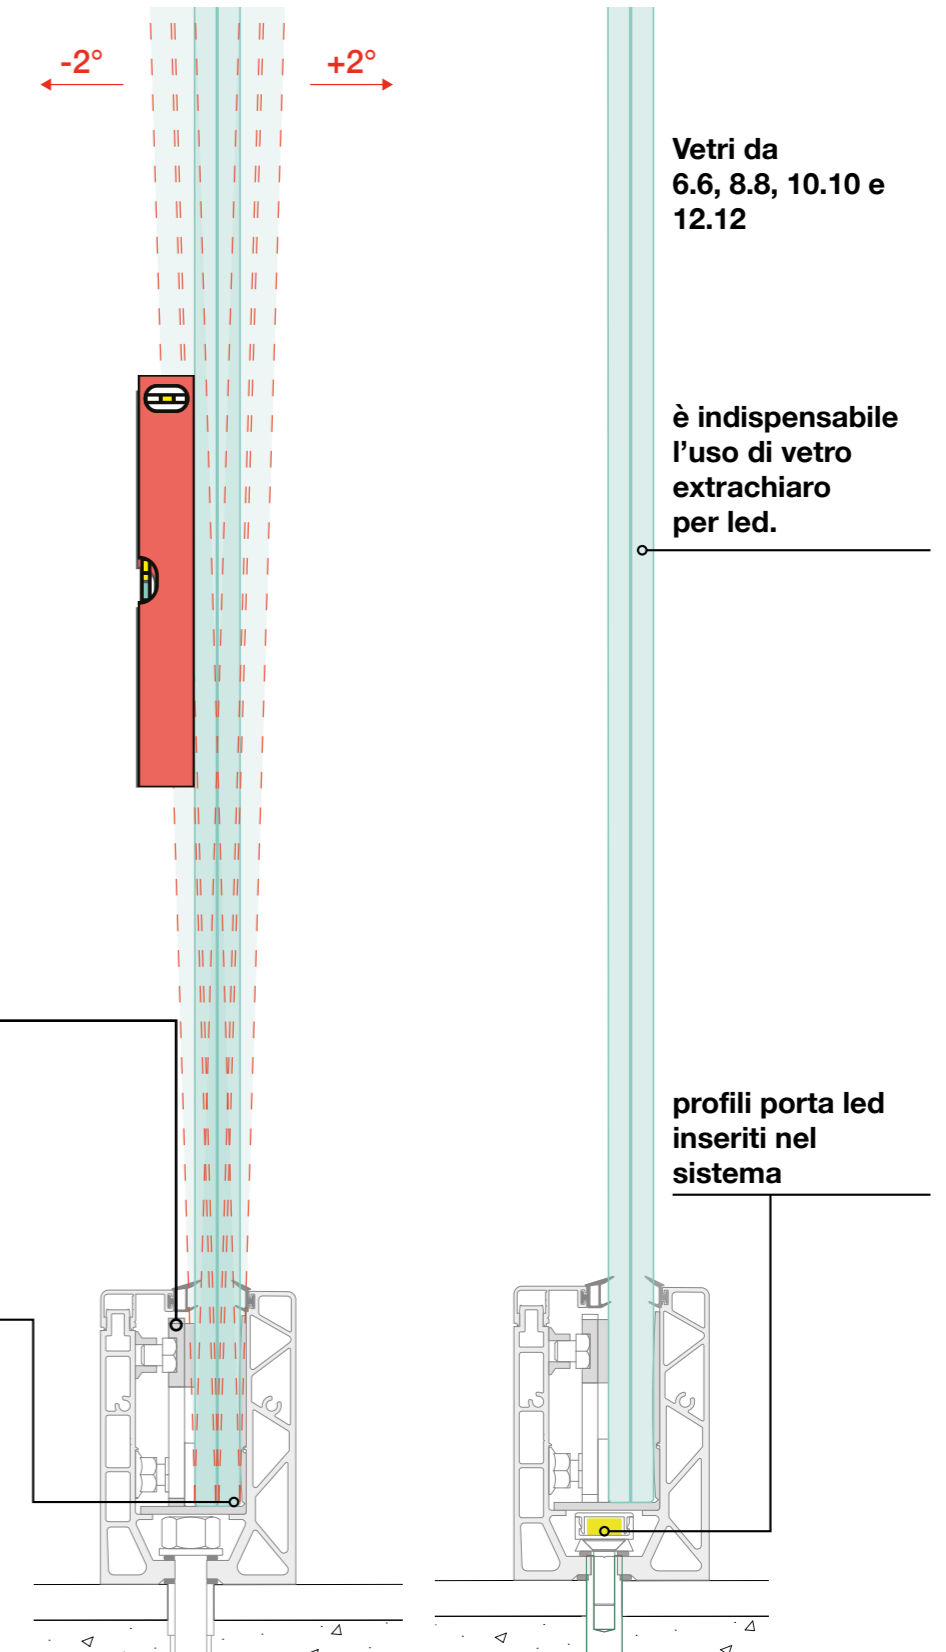 -2°
+2°
Vetri da
6.6, 8.8, 10.10 e
12.12
è indispensabile
l’uso di vetro
extrachiaro
per led.
profili porta led
inseriti nel
sistema